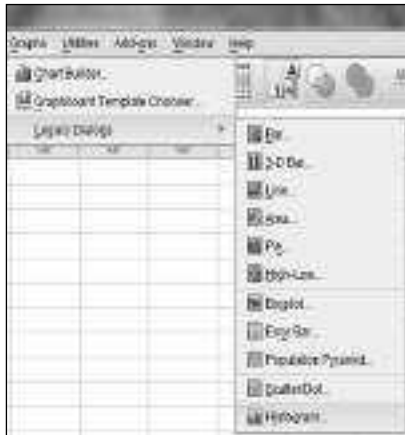 Graphs Utilities Add-ons Window Help
Chart Builder...
Graphboard Template Chooser...
Legacy Dialogs
Bar...
3-D Bar...
Line...
Area...
Pie...
High-Low...
Boxplot...
Error Bar...
Population Pyramid...
Scatter/Dot...
Histogram...